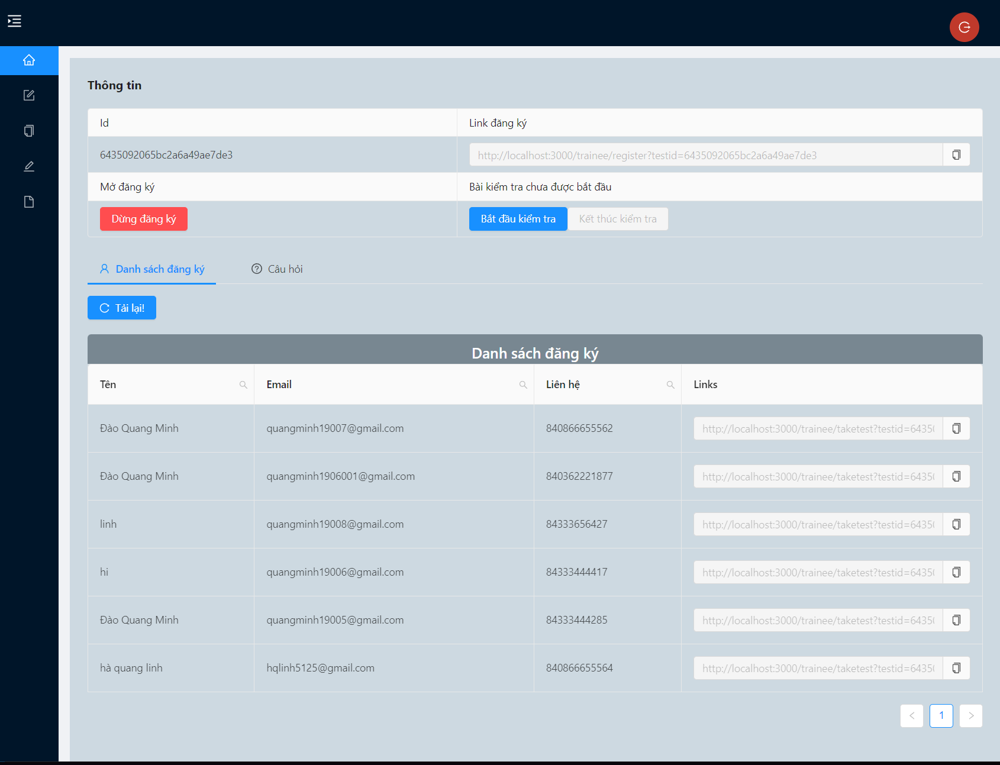 Thông tin
Id
Link đăng ký
6435092065bc2a6a49ae7de3
http://localhost:3000/trainee/register?testid=6435092065bc2a6a49ae7de3
Mở đăng ký
Bài kiểm tra chưa được bắt đầu
Dừng đăng ký
Bắt đầu kiểm tra
Kết thúc kiểm tra
Danh sách đăng ký
Câu hỏi
Tải lại!
Danh sách đăng ký
Tên
Email
Liên hệ
Links
Đào Quang Minh
quangminh19007@gmail.com
840866655562
http://localhost:3000/trainee/taketest?testid=6435
Đào Quang Minh
quangminh1906001@gmail.com
840362221877
http://localhost:3000/trainee/taketest?testid=6435
linh
quangminh19008@gmail.com
84333656427
http://localhost:3000/trainee/taketest?testid=6435
hi
quangminh19006@gmail.com
84333444417
http://localhost:3000/trainee/taketest?testid=6435
Đào Quang Minh
quangminh19005@gmail.com
84333444285
http://localhost:3000/trainee/taketest?testid=6435
hà quang linh
hqlinh5125@gmail.com
840866655564
http://localhost:3000/trainee/taketest?testid=6435
1